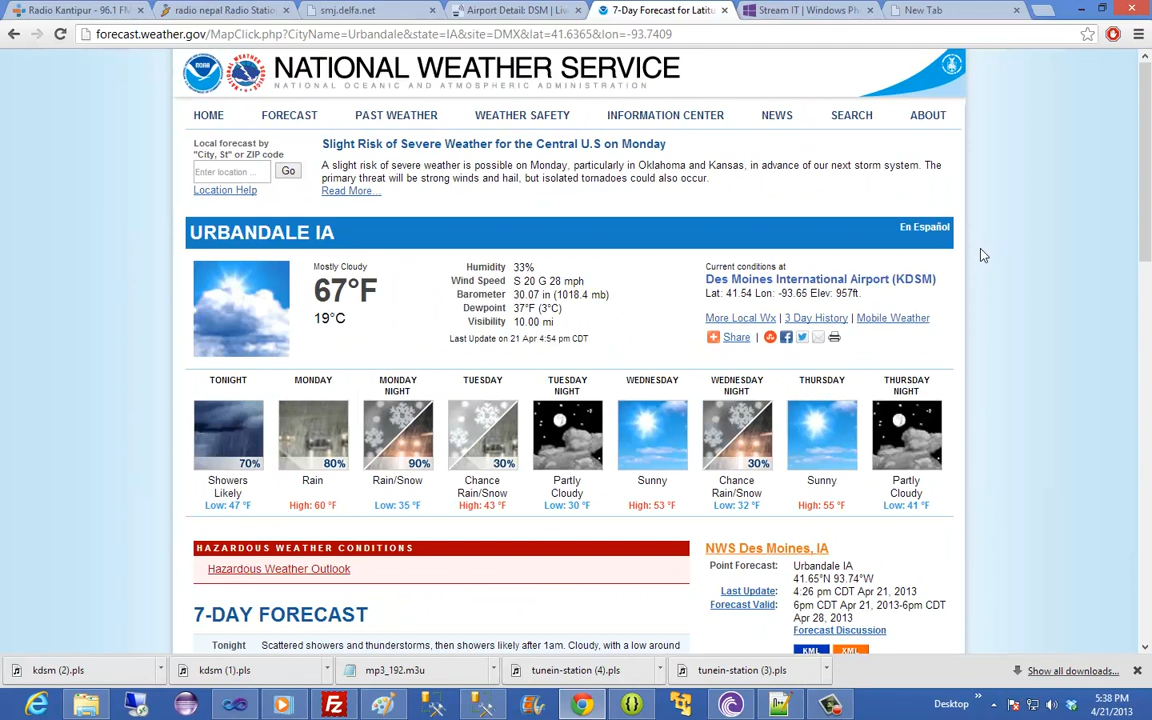 Radio Kantipur - 96.1 FM
radio nepal Radio Statio
smj.delfa.net
Airport Detail: DSM | Liv
7-Day Forecast for Latitu
Stream IT | Windows Ph
New Tab
forecast.weather.gov/MapClick.php?CityName=Urbandale&state=IA&site=DMX&lat=41.6365&lon=-93.7409
NATIONAL WEATHER SERVICE
NATIONAL OCEANIC AND ATMOSPHERIC ADMINISTRATION
HOME FORECAST PAST WEATHER WEATHER SAFETY INFORMATION CENTER NEWS SEARCH ABOUT
Local forecast by
"City, St" or ZIP code
Enter location ...
Go
Location Help
Slight Risk of Severe Weather for the Central U.S on Monday
A slight risk of severe weather is possible on Monday, particularly in Oklahoma and Kansas, in advance of our next storm system. The
primary threat will be strong winds and hail, but isolated tornadoes could also occur.
Read More...
URBANDALE IA
En Español
Mostly Cloudy
67°F
19°C
Humidity 33%
Wind Speed S 20 G 28 mph
Barometer 30.07 in (1018.4 mb)
Dewpoint 37°F (3°C)
Visibility 10.00 mi
Last Update on 21 Apr 4:54 pm CDT
Current conditions at
Des Moines International Airport (KDSM)
Lat: 41.54 Lon: -93.65 Elev: 957ft.
More Local Wx | 3 Day History | Mobile Weather
Share |
TONIGHT
70%
Showers
Likely
Low: 47 °F
MONDAY
80%
Rain
High: 60 °F
MONDAY
NIGHT
90%
Rain/Snow
Low: 35 °F
TUESDAY
30%
Chance
Rain/Snow
High: 43 °F
TUESDAY
NIGHT
Partly
Cloudy
Low: 30 °F
WEDNESDAY
Sunny
High: 53 °F
WEDNESDAY
NIGHT
30%
Chance
Rain/Snow
Low: 32 °F
THURSDAY
Sunny
High: 55 °F
THURSDAY
NIGHT
Partly
Cloudy
Low: 41 °F
HAZARDOUS WEATHER CONDITIONS
Hazardous Weather Outlook
7-DAY FORECAST
Tonight Scattered showers and thunderstorms, then showers likely after 1am. Cloudy, with a low around
NWS Des Moines, IA
Point Forecast: Urbandale IA
41.65°N 93.74°W
Last Update: 4:26 pm CDT Apr 21, 2013
Forecast Valid: 6pm CDT Apr 21, 2013-6pm CDT
Apr 28, 2013
Forecast Discussion
KML XML
kdsm (2).pls
kdsm (1).pls
mp3_192.m3u
tunein-station (4).pls
tunein-station (3).pls
Show all downloads...
Desktop
5:38 PM
4/21/2013